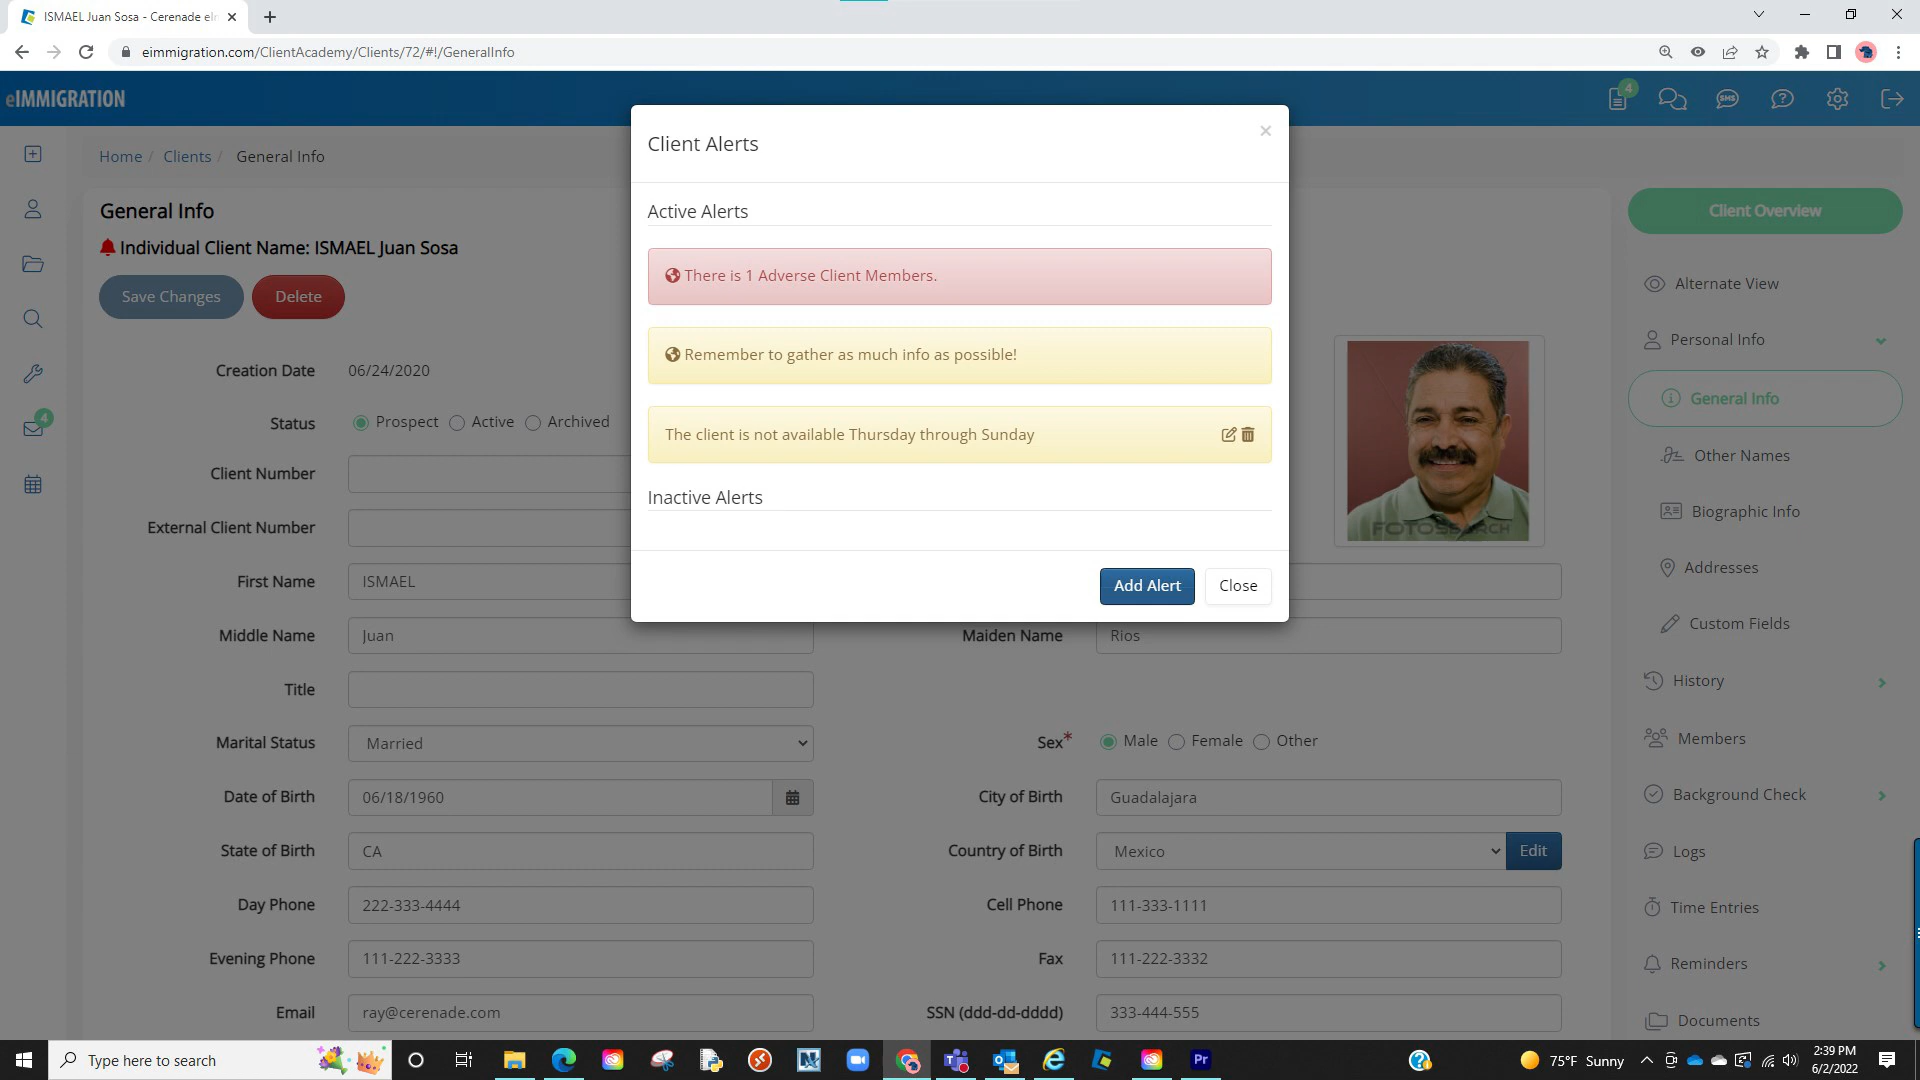 ISMAEL Juan Sosa - Cerenade eIm
eimmigration.com/ClientAcademy/Clients/72/#!/GeneralInfo
eIMMIGRATION
4
SMS
Home / Clients / General Info
General Info
Individual Client Name: ISMAEL Juan Sosa
Save Changes
Delete
Creation Date
06/24/2020
Status
Prospect
Active
Archived
Client Number
External Client Number
First Name
ISMAEL
Middle Name
Juan
Maiden Name
Rios
Title
Marital Status
Married
Sex*
Male
Female
Other
Date of Birth
06/18/1960
City of Birth
Guadalajara
State of Birth
CA
Country of Birth
Mexico
Edit
Day Phone
222-333-4444
Cell Phone
111-333-1111
Evening Phone
111-222-3333
Fax
111-222-3332
Email
ray@cerenade.com
SSN (ddd-dd-dddd)
333-444-555
4
Client Alerts
×
Active Alerts
There is 1 Adverse Client Members.
Remember to gather as much info as possible!
The client is not available Thursday through Sunday
Inactive Alerts
Add Alert
Close
FOTOSEARCH
Client Overview
Alternate View
Personal Info
General Info
Other Names
Biographic Info
Addresses
Custom Fields
History
Members
Background Check
Logs
Time Entries
Reminders
Documents
Type here to search
Pr
75°F Sunny
2:39 PM
6/2/2022